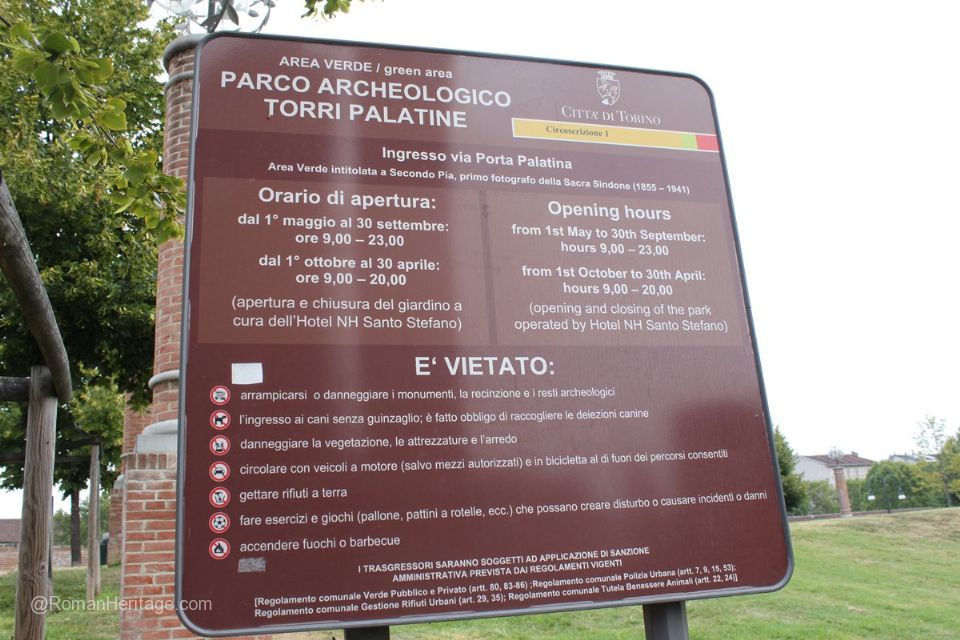 AREA VERDE / green area
PARCO ARCHEOLOGICO
TORRI PALATINE
CITTA' DI TORINO
Circoscrizione 1
Ingresso via Porta Palatina
Area Verde intitolata a Secondo Pia, primo fotografo della Sacra Sindone (1855 – 1941)
Orario di apertura:
dal 1° maggio al 30 settembre:
ore 9,00 – 23,00
dal 1° ottobre al 30 aprile:
ore 9,00 – 20,00
(apertura e chiusura del giardino a
cura dell'Hotel NH Santo Stefano)
Opening hours
from 1st May to 30th September:
hours 9,00 – 23,00
from 1st October to 30th April:
hours 9,00 – 20,00
(opening and closing of the park
operated by Hotel NH Santo Stefano)
E' VIETATO:
arrampicarsi o danneggiare i monumenti, la recinzione e i resti archeologici
l'ingresso ai cani senza guinzaglio; è fatto obbligo di raccogliere le deiezioni canine
danneggiare la vegetazione, le attrezzature e l'arredo
circolare con veicoli a motore (salvo mezzi autorizzati) e in bicicletta al di fuori dei percorsi consentiti
gettare rifiuti a terra
fare esercizi e giochi (pallone, pattini a rotelle, ecc.) che possano creare disturbo o causare incidenti o danni
accendere fuochi o barbecue
I TRASGRESSORI SARANNO SOGGETTI AD APPLICAZIONE DI SANZIONE
AMMINISTRATIVA PREVISTA DAI REGOLAMENTI VIGENTI
[Regolamento comunale Verde Pubblico e Privato (art. 80, 83-86) ;Regolamento comunale Polizia Urbana (art. 7, 9, 15, 53);
Regolamento comunale Gestione Rifiuti Urbani (art. 29, 35); Regolamento comunale Tutela Benessere Animali (artt. 22, 24)]
@RomanHeritage.com